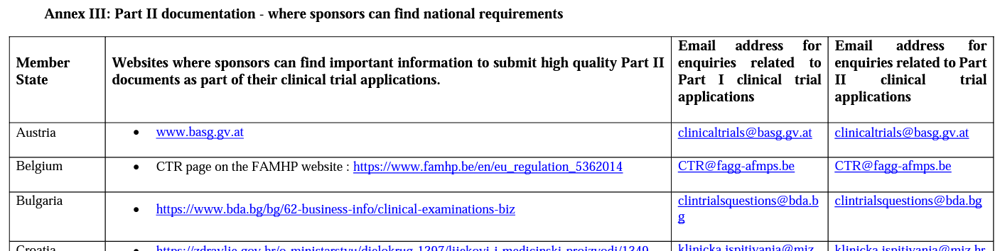 Annex III: Part II documentation - where sponsors can find national requirements
Member
State
Websites where sponsors can find important information to submit high quality Part II
documents as part of their clinical trial applications.
Email address for
enquiries related to
Part I clinical trial
applications
Email address for
enquiries related to Part
II clinical trial
applications
Austria
• www.basg.gv.at
clinicaltrials@basg.gv.at
clinicaltrials@basg.gv.at
Belgium
• CTR page on the FAMHP website : https://www.famhp.be/en/eu_regulation_5362014
CTR@fagg-afmps.be
CTR@fagg-afmps.be
Bulgaria
• https://www.bda.bg/bg/62-business-info/clinical-examinations-biz
clintrialsquestions@bda.b
g
clintrialsquestions@bda.bg
Croatia
• https://zdravlje.gov.hr/o-ministarstvu/djelokrug-1297/lijekovi-i-medicinski-proizvodi/1349
klinicka.ispitivanja@miz
klinicka.ispitivanja@miz.hr